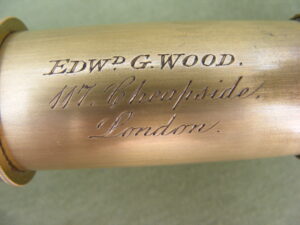 EDWᴰ G. WOOD.
117. Cheapside.
London.